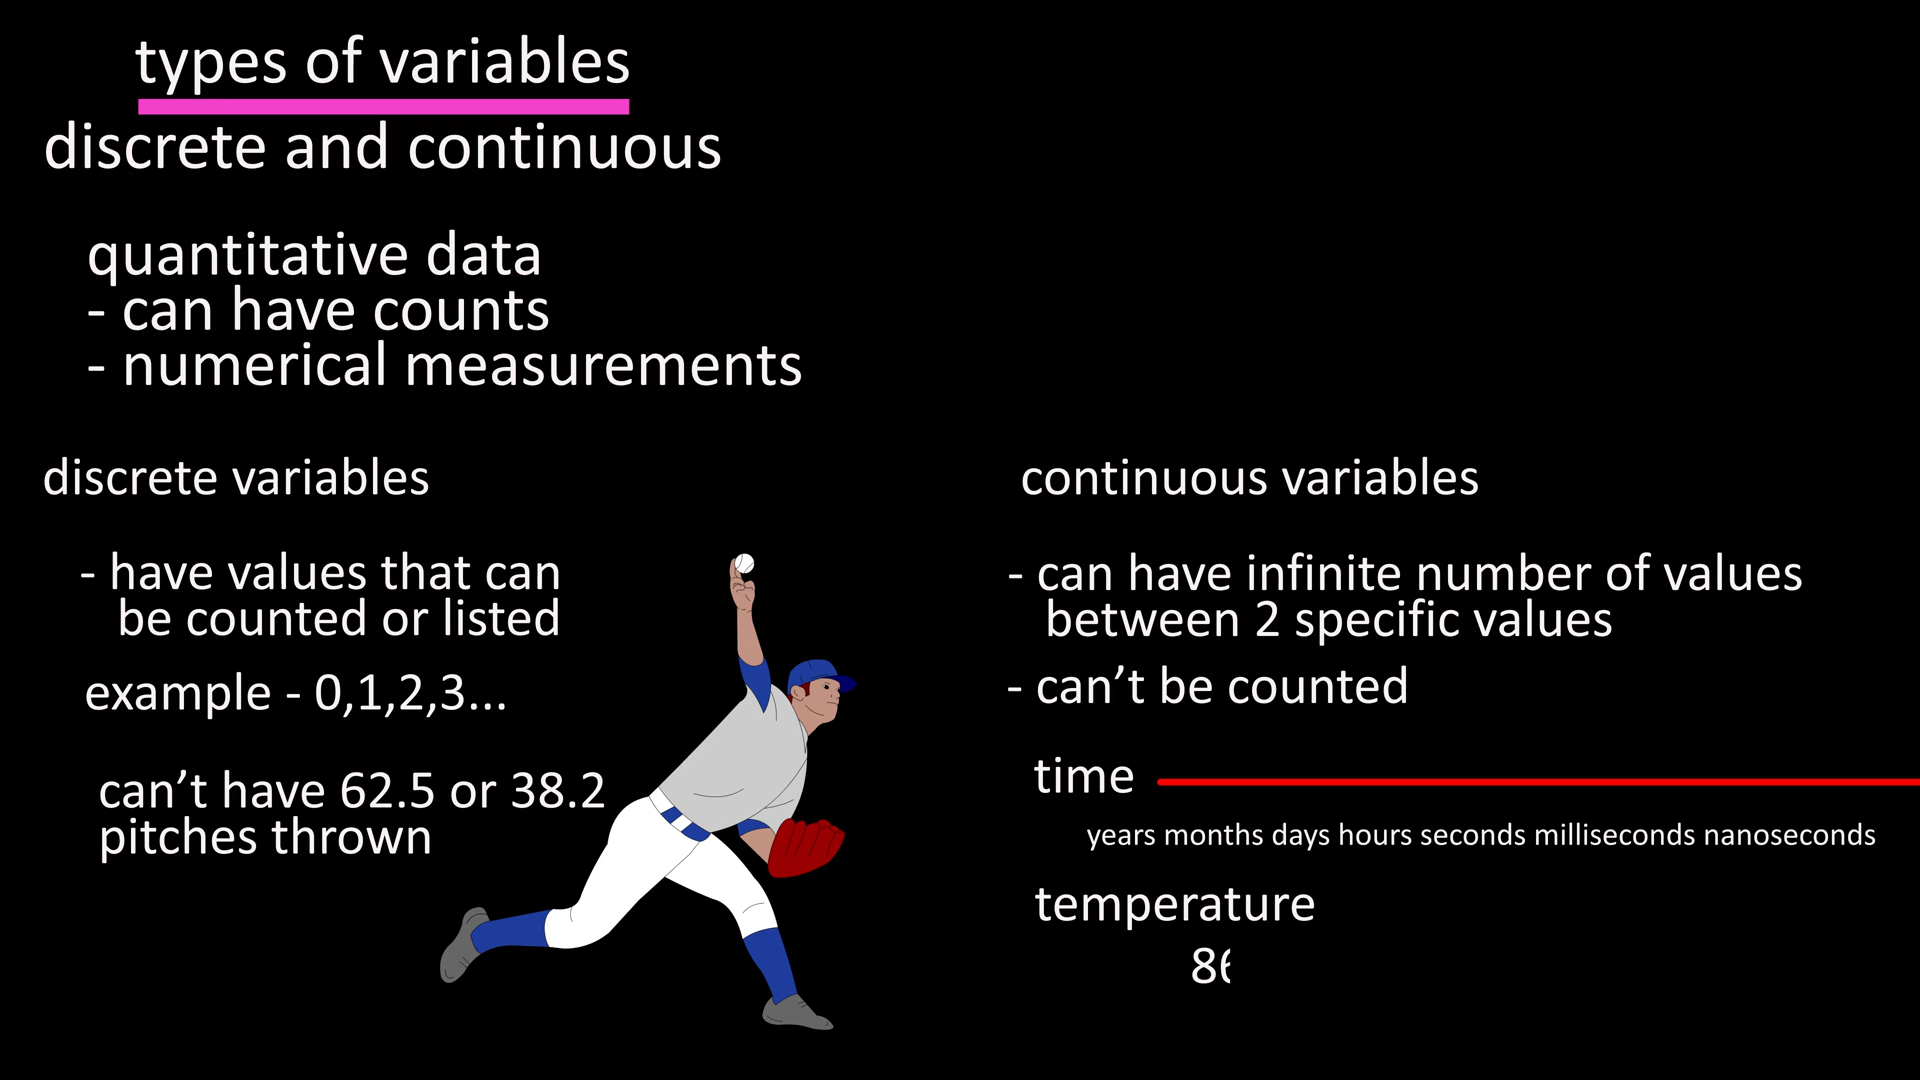 types of variables
discrete and continuous
quantitative data
- can have counts
- numerical measurements
discrete variables
- have values that can
be counted or listed
example - 0,1,2,3...
can’t have 62.5 or 38.2
pitches thrown
continuous variables
- can have infinite number of values
between 2 specific values
- can’t be counted
time
years months days hours seconds milliseconds nanoseconds
temperature
8